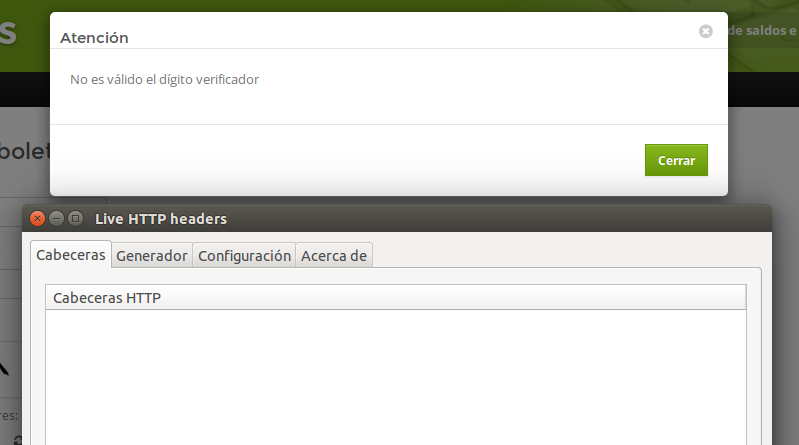 s
de saldos e
Atención
No es válido el dígito verificador
bolet
Cerrar
Live HTTP headers
Cabeceras Generador Configuración Acerca de
Cabeceras HTTP
res: